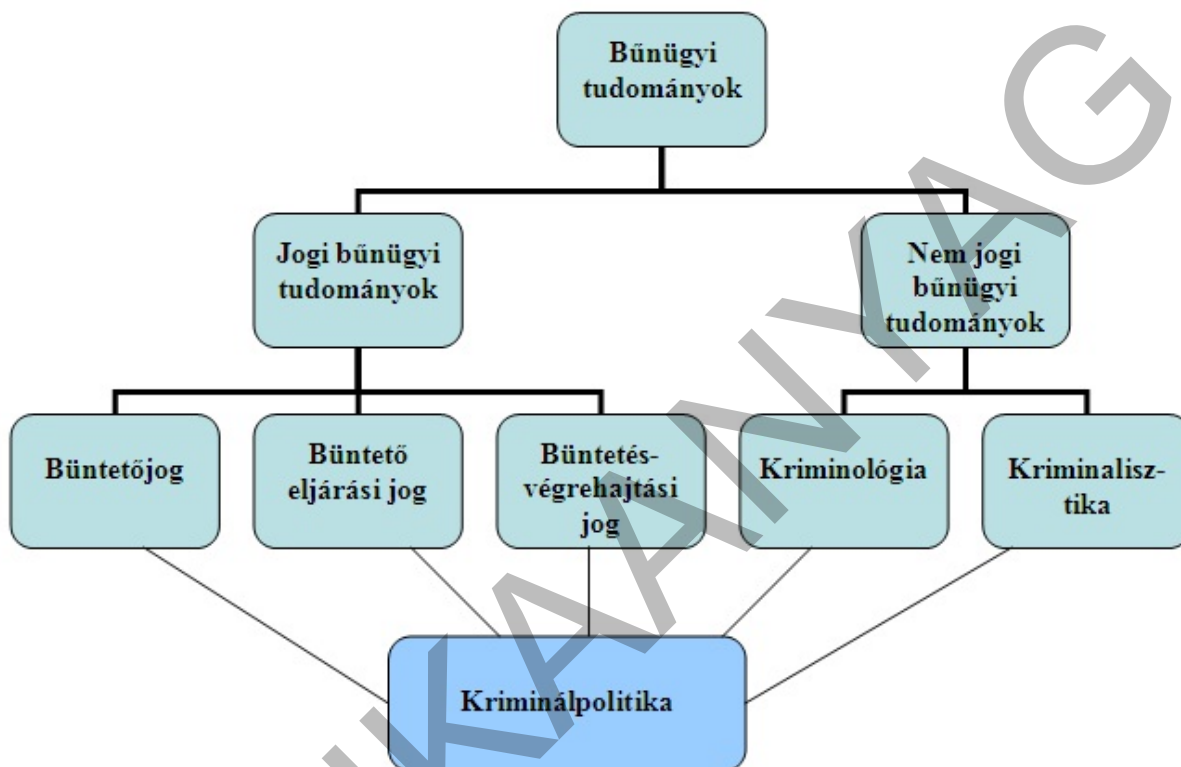 Bűnügyi
tudományok
Jogi bűnügyi
tudományok
Nem jogi
bűnügyi
tudományok
Büntetőjog
Büntető
eljárási jog
Büntetés-
végrehajtási
jog
Kriminológia
Kriminalisz-
tika
Kriminálpolitika
KAANYAG